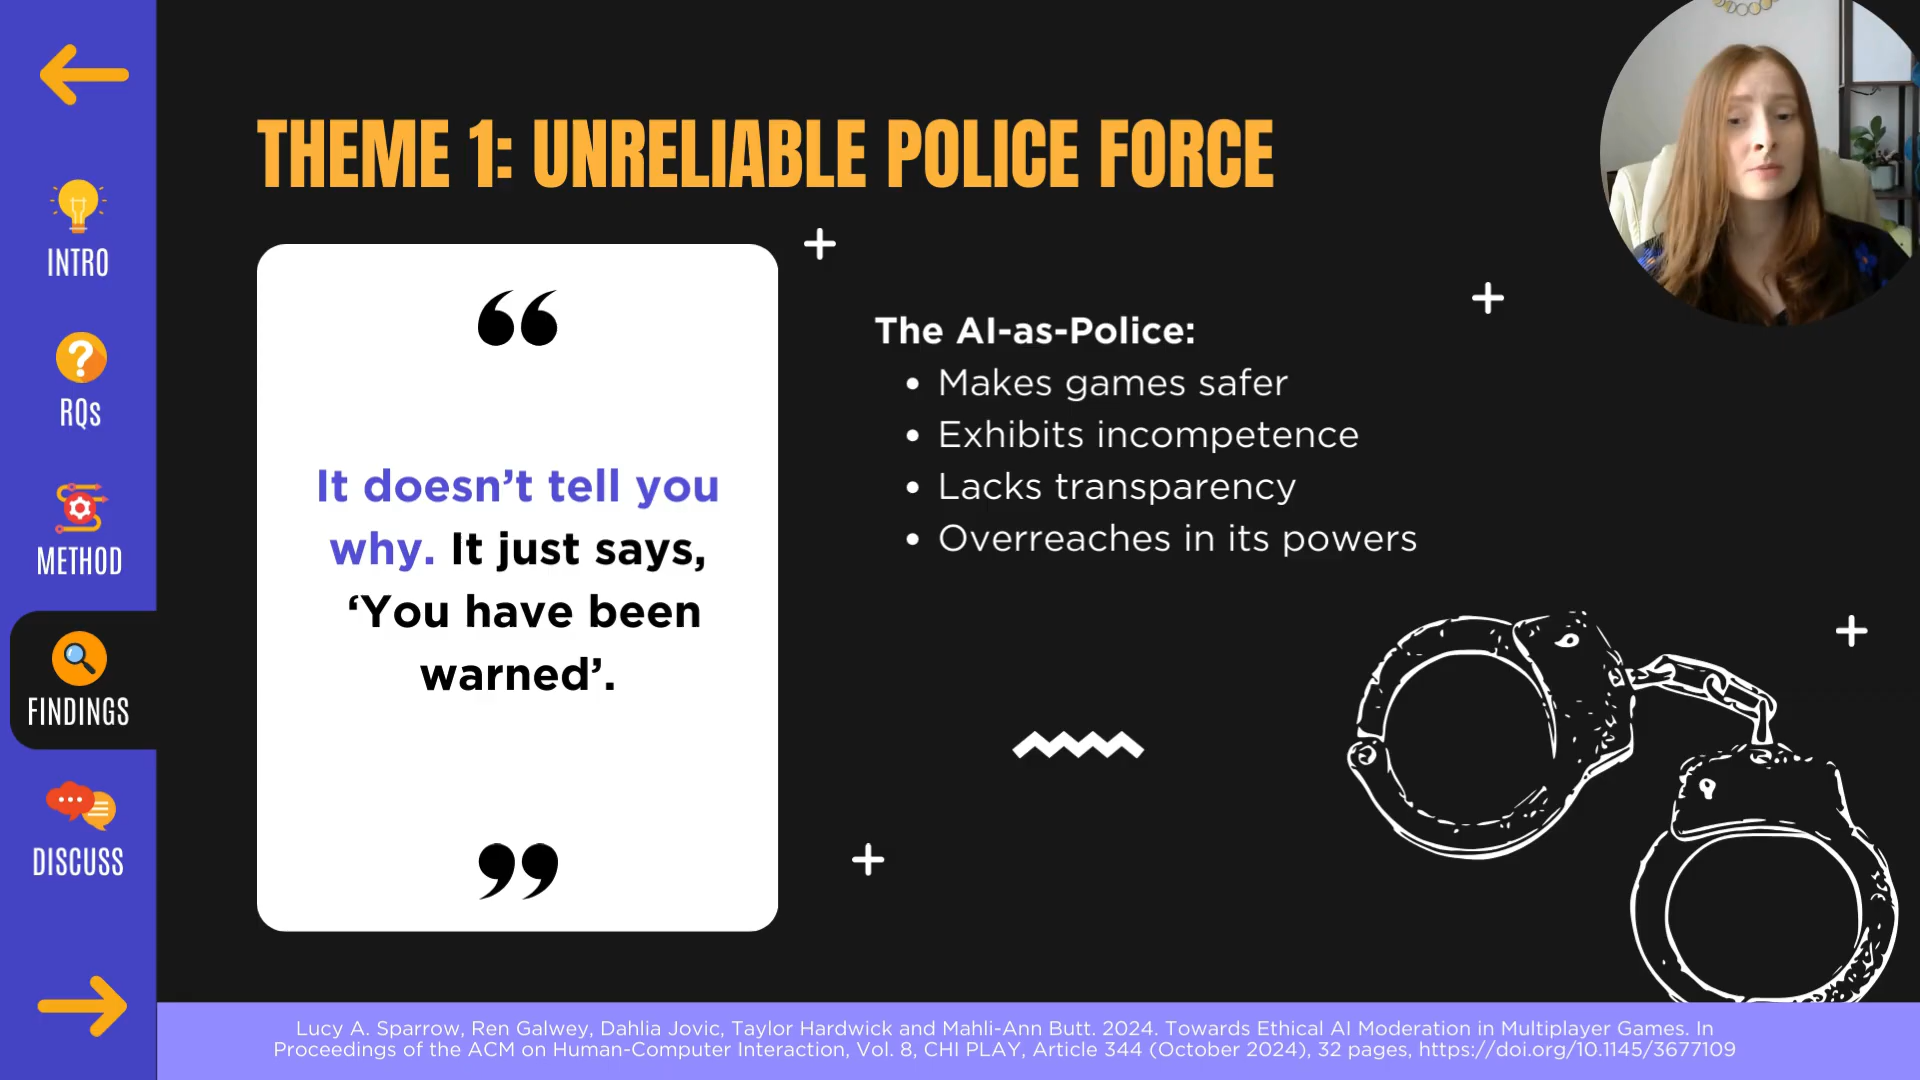 INTRO
RQs
METHOD
FINDINGS
DISCUSS
THEME 1: UNRELIABLE POLICE FORCE
“
It doesn’t tell you
why. It just says,
‘You have been
warned’.
”
The AI-as-Police:
• Makes games safer
• Exhibits incompetence
• Lacks transparency
• Overreaches in its powers
Lucy A. Sparrow, Ren Galwey, Dahlia Jovic, Taylor Hardwick and Mahli-Ann Butt. 2024. Towards Ethical AI Moderation in Multiplayer Games. In
Proceedings of the ACM on Human-Computer Interaction, Vol. 8, CHI PLAY, Article 344 (October 2024), 32 pages, https://doi.org/10.1145/3677109